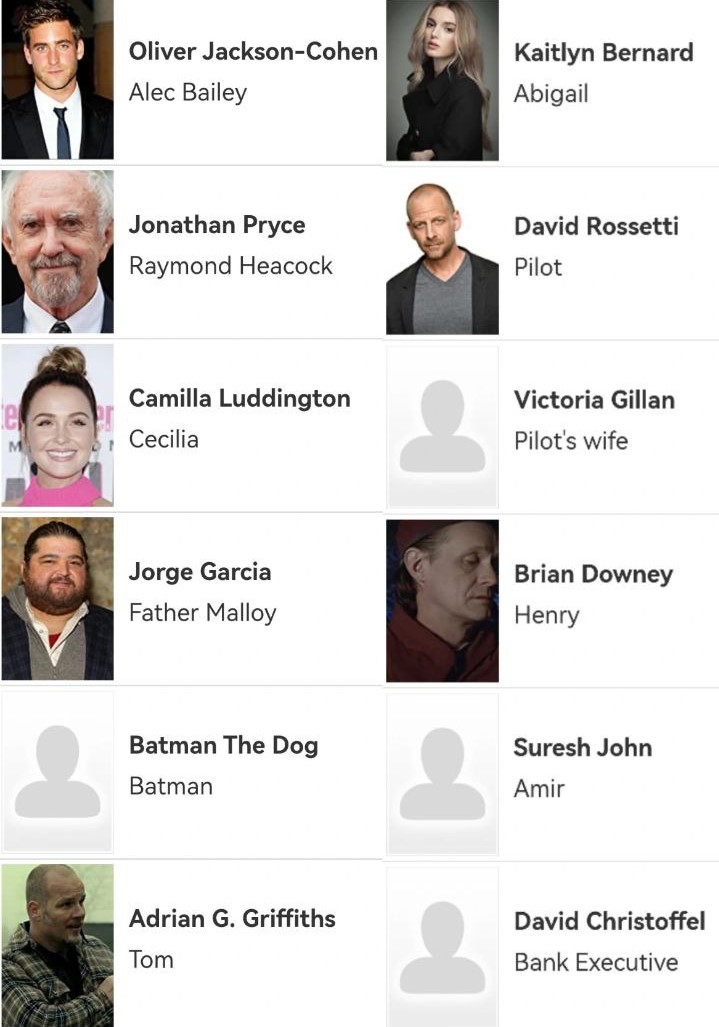 Oliver Jackson-Cohen
Alec Bailey
Kaitlyn Bernard
Abigail
Jonathan Pryce
Raymond Heacock
David Rossetti
Pilot
Camilla Luddington
Cecilia
Victoria Gillan
Pilot's wife
Jorge Garcia
Father Malloy
Brian Downey
Henry
Batman The Dog
Batman
Suresh John
Amir
Adrian G. Griffiths
Tom
David Christoffel
Bank Executive